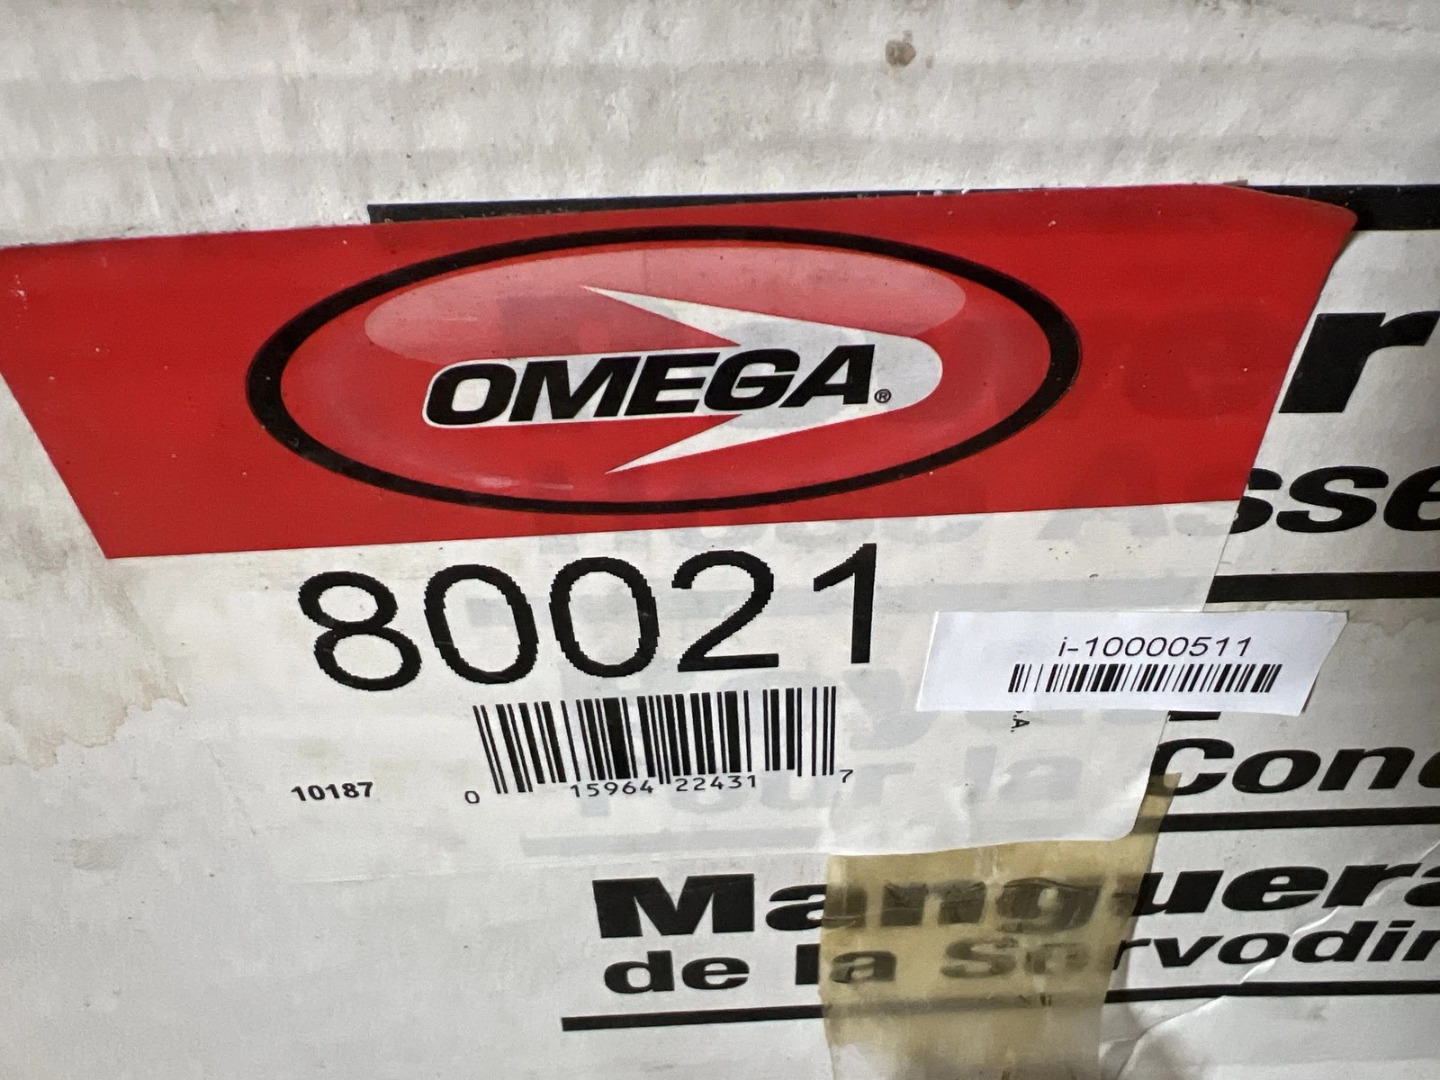 OMEGA®
r
80021
sse
i-10000511
.A.
10187
0 15964 22431 7
Conc
Manguera
de la Servodir